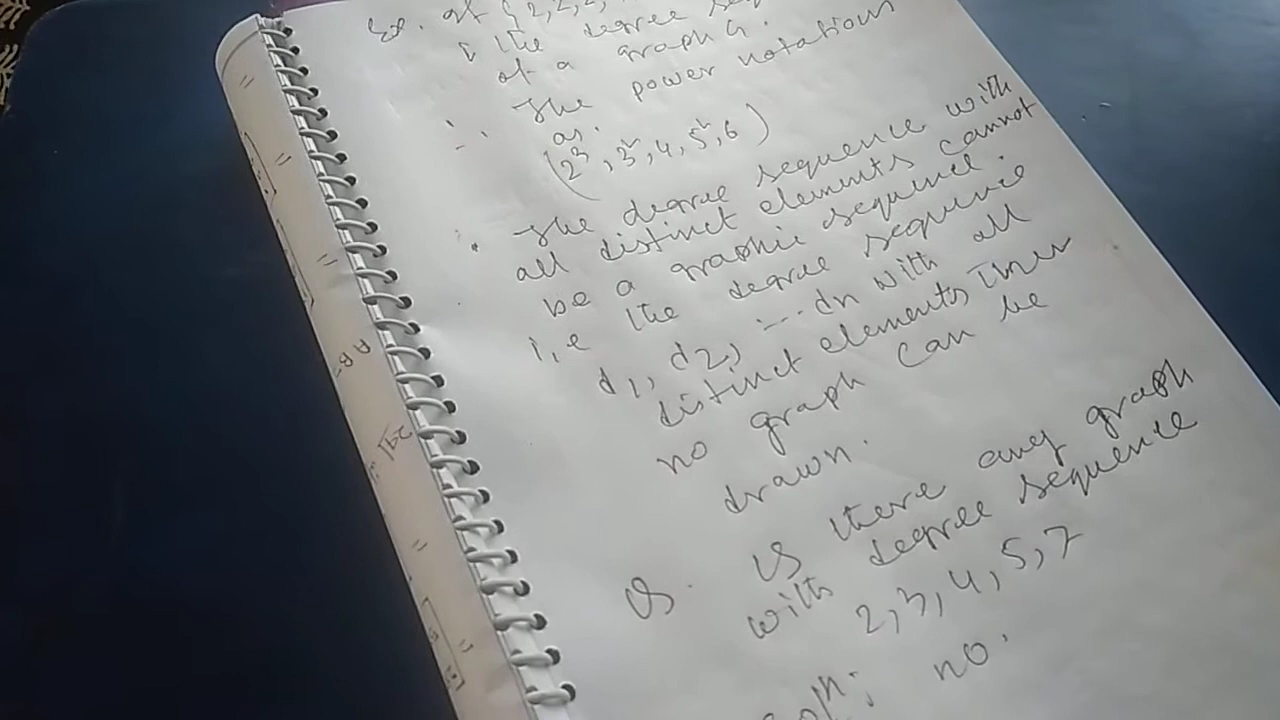 Ex. of {2,2,2,
is the degree seq
of a graph G.
∴ The power notations
as.
(2³, 3², 4, 5², 6)
The degree sequence with
all distinct elements cannot
be a graphic sequence.
i.e the degree sequence
d1, d2, .... dn with all
distinct elements Then
no graph can be
drawn.
Q. Is there any graph
with degree sequence
2, 3, 4, 5, 7
Solⁿ: no.